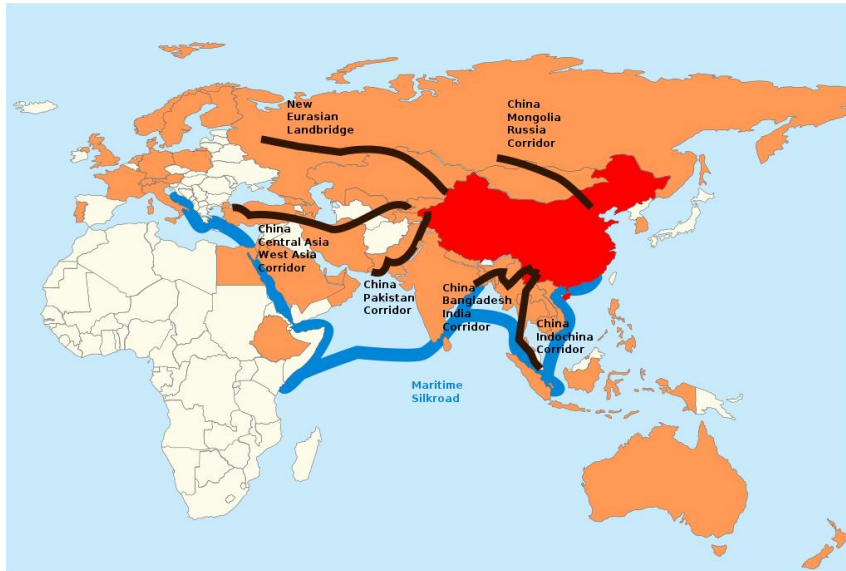 New
Eurasian
Landbridge
China
Mongolia
Russia
Corridor
China
Central Asia
West Asia
Corridor
China
Pakistan
Corridor
China
Bangladesh
India
Corridor
China
Indochina
Corridor
Maritime
Silkroad